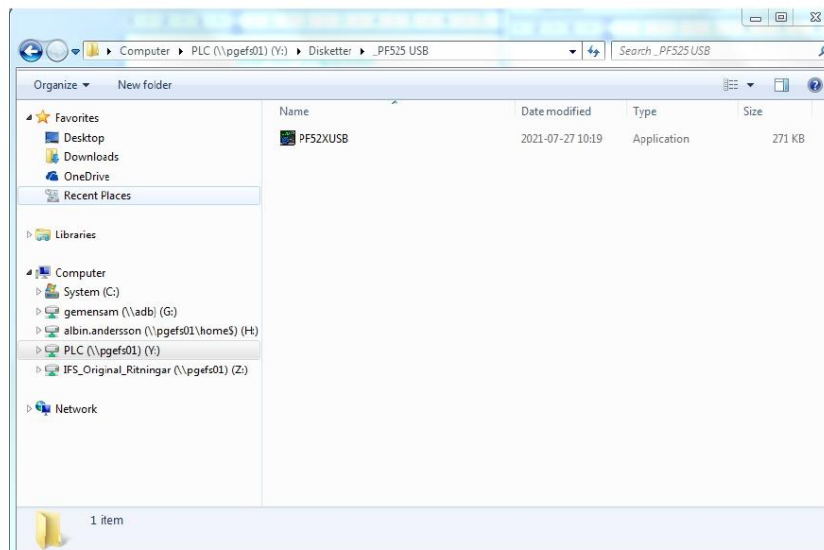 Computer ▸ PLC (\\pgefs01) (Y:) ▸ Disketter ▸ _PF525 USB
Search _PF525 USB
Organize
New folder
Name
Date modified
Type
Size
PF52XUSB
2021-07-27 10:19
Application
271 KB
Favorites
Desktop
Downloads
OneDrive
Recent Places
Libraries
Computer
System (C:)
gemensam (\\adb) (G:)
albin.andersson (\\pgefs01\home$) (H:)
PLC (\\pgefs01) (Y:)
IFS_Original_Ritningar (\\pgefs01) (Z:)
Network
1 item